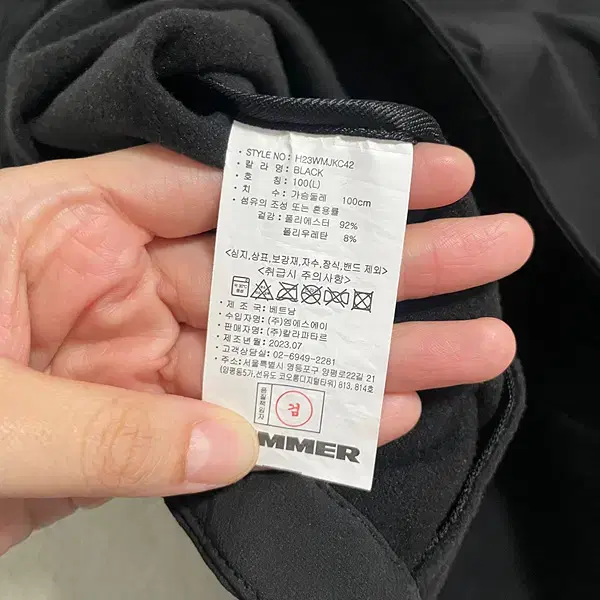 · STYLE NO : H23WMJKC42
· 칼 라 명 : BLACK
· 호 칭 : 100(L)
· 치 수 : 가슴둘레 100cm
· 섬유의 조성 또는 혼용률
겉감 : 폴리에스터 92%
폴리우레탄 8%
<심지,상표,보강재,자수,장식,밴드 제외>
<취급시 주의사항>
· 제 조 국 : 베트남
· 수입자명 : (주)엠에스에이
· 판매자명 : (주)칼라파타르
· 제조년월 : 2023.07
· 고객상담실 : 02-6949-2281
· 주소: 서울특별시 영등포구 양평로22길 21
(양평동5가,선유도 코오롱디지털타워) 813, 814호
품질책임자
MMER